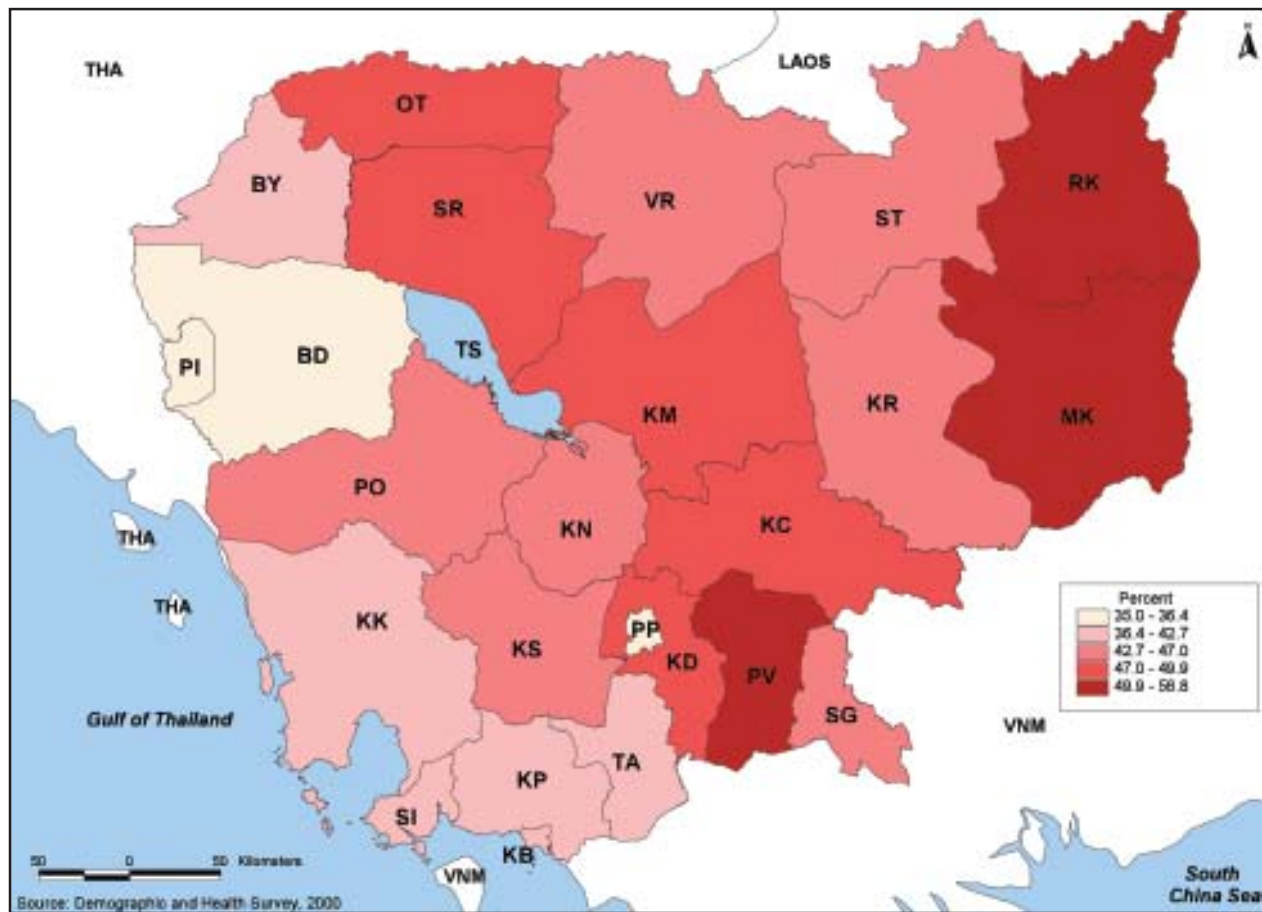 N
THA
LAOS
OT
BY
SR
VR
ST
RK
PI
BD
TS
KM
KR
MK
PO
KN
KC
THA
THA
KK
KS
PP
KD
PV
SG
Percent
35.0 - 36.4
36.4 - 42.7
42.7 - 47.0
47.0 - 49.9
49.9 - 56.8
Gulf of Thailand
VNM
TA
KP
SI
KB
VNM
50 0 50 Kilometers
Source: Demographic and Health Survey, 2000
South
China Sea